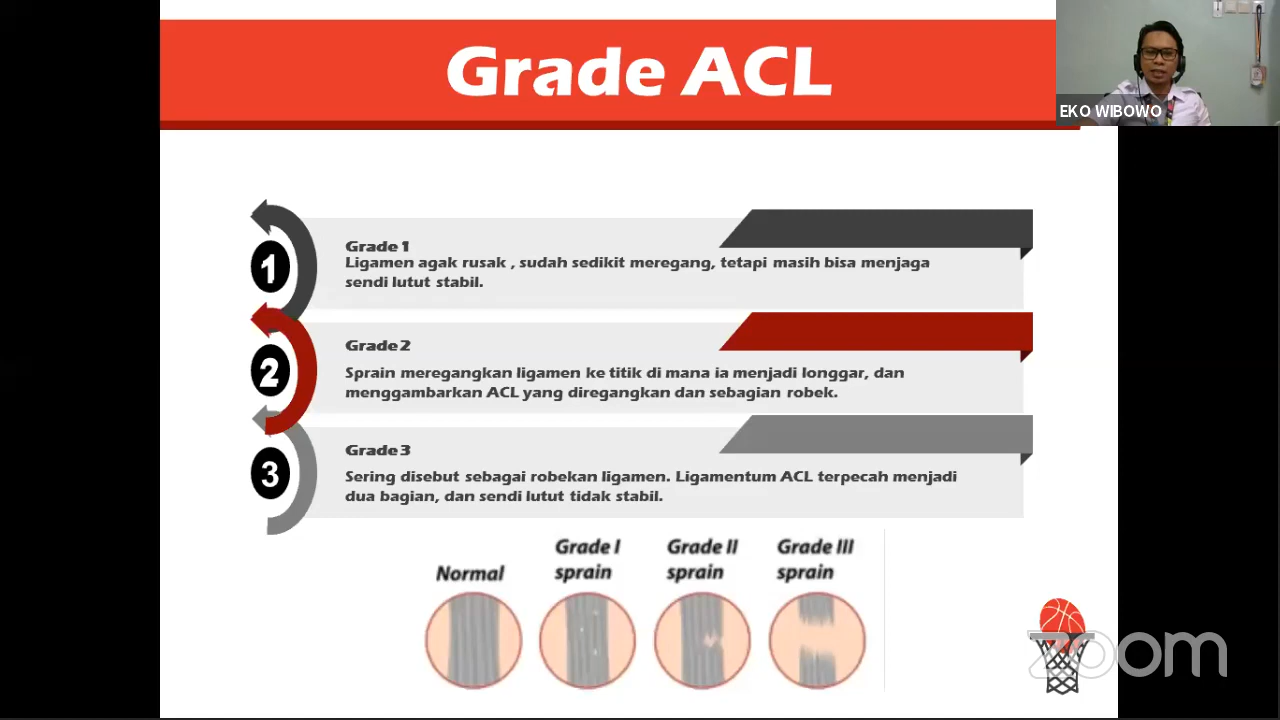 Grade ACL
EKO WIBOWO
1
Grade 1
Ligamen agak rusak , sudah sedikit meregang, tetapi masih bisa menjaga
sendi lutut stabil.
2
Grade 2
Sprain meregangkan ligamen ke titik di mana ia menjadi longgar, dan
menggambarkan ACL yang diregangkan dan sebagian robek.
3
Grade 3
Sering disebut sebagai robekan ligamen. Ligamentum ACL terpecah menjadi
dua bagian, dan sendi lutut tidak stabil.
Normal
Grade I
sprain
Grade II
sprain
Grade III
sprain
zoom